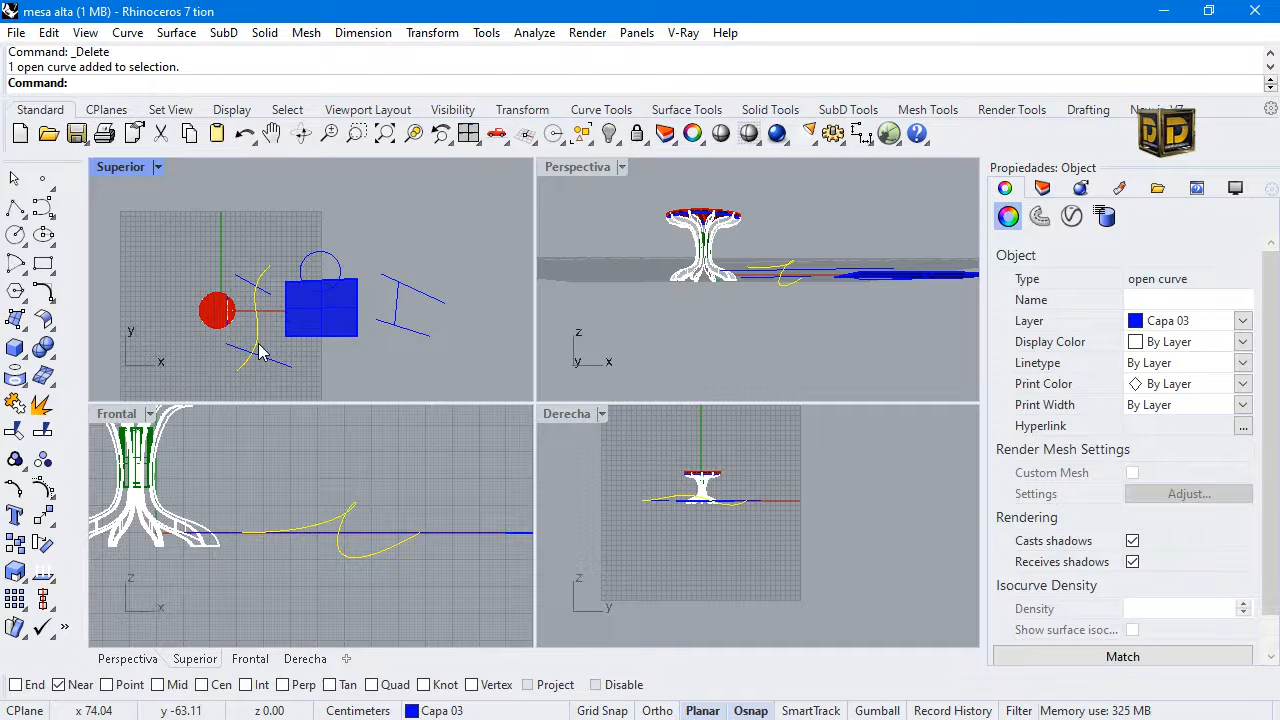 mesa alta (1 MB) - Rhinoceros 7 tion
File Edit View Curve Surface SubD Solid Mesh Dimension Transform Tools Analyze Render Panels V-Ray Help
Command: _Delete
1 open curve added to selection.
Command:
Standard CPlanes Set View Display Select Viewport Layout Visibility Transform Curve Tools Surface Tools Solid Tools SubD Tools Mesh Tools Render Tools Drafting
Superior
Perspectiva
Propiedades: Object
Object
Type open curve
Name
Layer Capa 03
Display Color By Layer
Linetype By Layer
Print Color By Layer
Print Width By Layer
Hyperlink ...
Render Mesh Settings
Custom Mesh
Settings Adjust...
Rendering
Casts shadows
Receives shadows
Isocurve Density
Density
Show surface isoc...
Match
y
x
z
y x
Frontal
Derecha
z
x
z
y
Perspectiva Superior Frontal Derecha
End Near Point Mid Cen Int Perp Tan Quad Knot Vertex Project Disable
CPlane x 74.04 y -63.11 z 0.00 Centimeters Capa 03 Grid Snap Ortho Planar Osnap SmartTrack Gumball Record History Filter Memory use: 325 MB